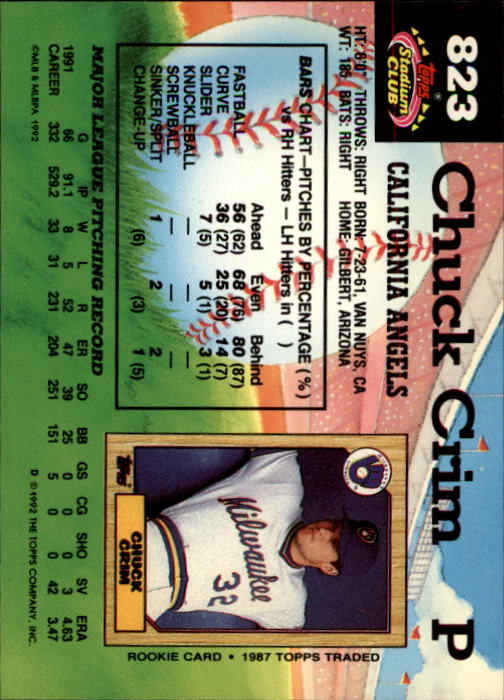 823 Chuck Crim P
Topps®
Stadium
CLUB
CALIFORNIA ANGELS
HT: 6'0" THROWS: RIGHT BORN: 7-23-61, VAN NUYS, CA
WT: 185 BATS: RIGHT HOME: GILBERT, ARIZONA
BARS CHART—PITCHES BY PERCENTAGE (%)
vs RH Hitters — LH Hitters in ( )
Ahead Even Behind
FASTBALL 56 (62) 68 (76) 80 (87)
CURVE 36 (27) 25 (20) 14 (7)
SLIDER 7 (5) 5 (1) 3 (1)
KNUCKLEBALL — — —
SCREWBALL — — —
SINKER/SPLIT 1 2 2
CHANGE-UP (6) (3) 1 (5)
Milwaukee
32
Topps
CHUCK
CRIM
ROOKIE CARD • 1987 TOPPS TRADED
MAJOR LEAGUE PITCHING RECORD
G IP W L R ER SO BB GS CG SHO SV ERA
1991 66 91.1 8 5 52 47 39 25 0 0 0 3 4.63
CAREER 332 529.2 33 31 231 204 251 151 5 0 0 42 3.47
©MLB & MLBPA 1992 D ©1992 THE TOPPS COMPANY, INC.